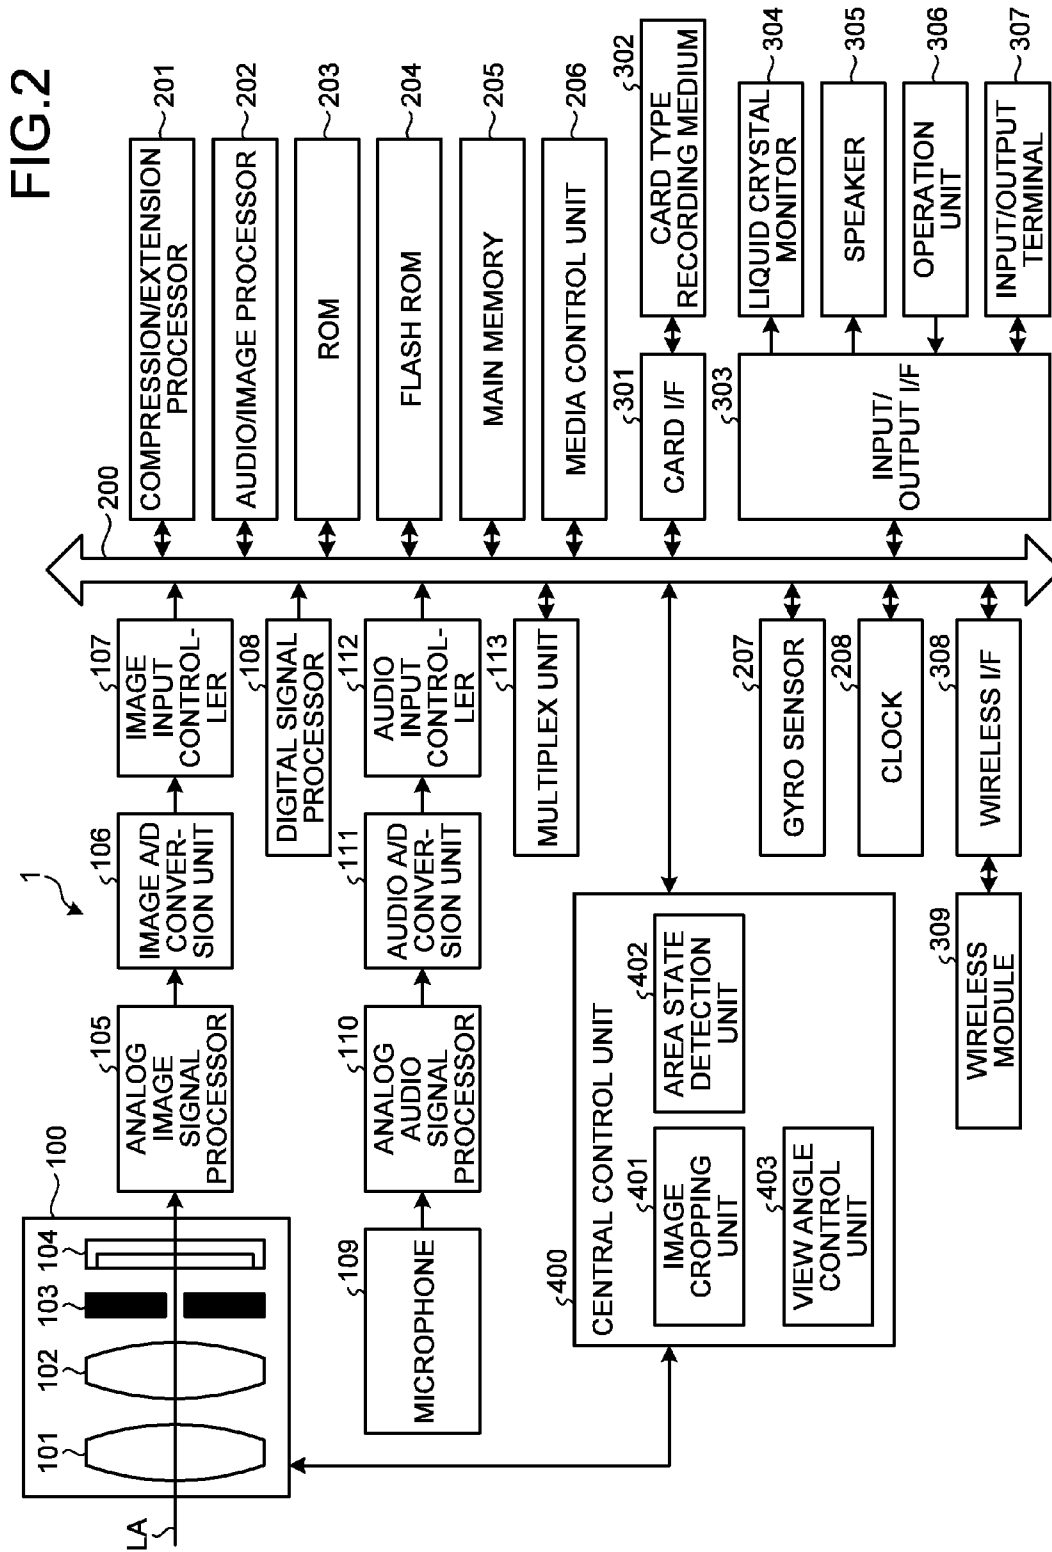 FIG.2
1
LA
100
101
102
103
104
105
ANALOG
IMAGE
SIGNAL
PROCESSOR
106
IMAGE A/D
CONVER-
SION UNIT
107
IMAGE
INPUT
CONTROL-
LER
108
DIGITAL SIGNAL
PROCESSOR
109
MICROPHONE
110
ANALOG
AUDIO
SIGNAL
PROCESSOR
111
AUDIO A/D
CONVER-
SION UNIT
112
AUDIO
INPUT
CONTROL-
LER
113
MULTIPLEX UNIT
400
CENTRAL CONTROL UNIT
401
IMAGE
CROPPING
UNIT
402
AREA STATE
DETECTION
UNIT
403
VIEW ANGLE
CONTROL
UNIT
207
GYRO SENSOR
208
CLOCK
308
WIRELESS I/F
309
WIRELESS
MODULE
200
COMPRESSION/EXTENSION
PROCESSOR
201
AUDIO/IMAGE PROCESSOR
202
ROM
203
FLASH ROM
204
MAIN MEMORY
205
MEDIA CONTROL UNIT
206
301
CARD I/F
302
CARD TYPE
RECORDING MEDIUM
303
INPUT/
OUTPUT I/F
LIQUID CRYSTAL
MONITOR
304
SPEAKER
305
OPERATION
UNIT
306
INPUT/OUTPUT
TERMINAL
307